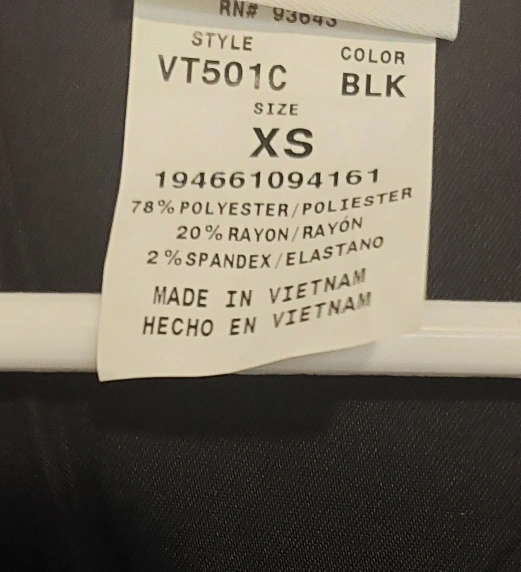 RN# 93643
STYLE
COLOR
VT501C
BLK
SIZE
XS
194661094161
78% POLYESTER/POLIESTER
20% RAYON/RAYÓN
2% SPANDEX/ELASTANO
MADE IN VIETNAM
HECHO EN VIETNAM